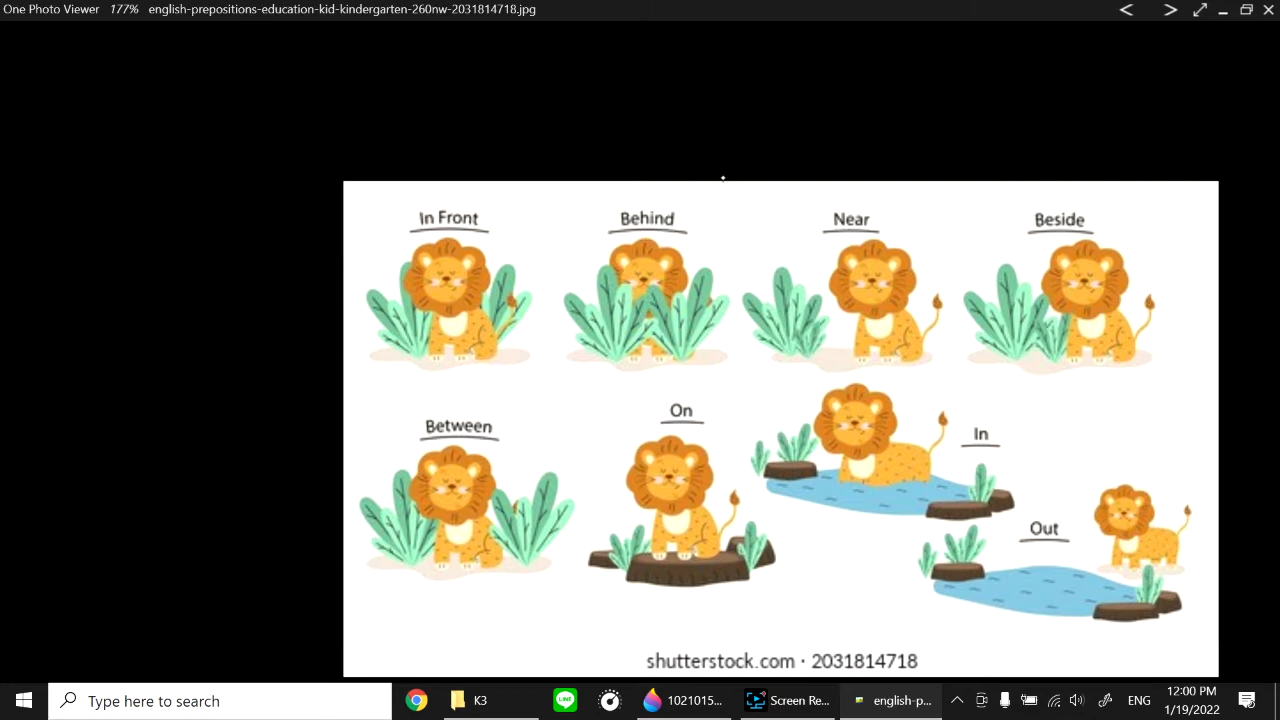 One Photo Viewer 177% english-prepositions-education-kid-kindergarten-260nw-2031814718.jpg
In Front
Behind
Near
Beside
Between
On
In
Out
shutterstock.com · 2031814718
Type here to search
K3
LINE
1021015...
Screen Re...
english-p...
ENG
12:00 PM
1/19/2022